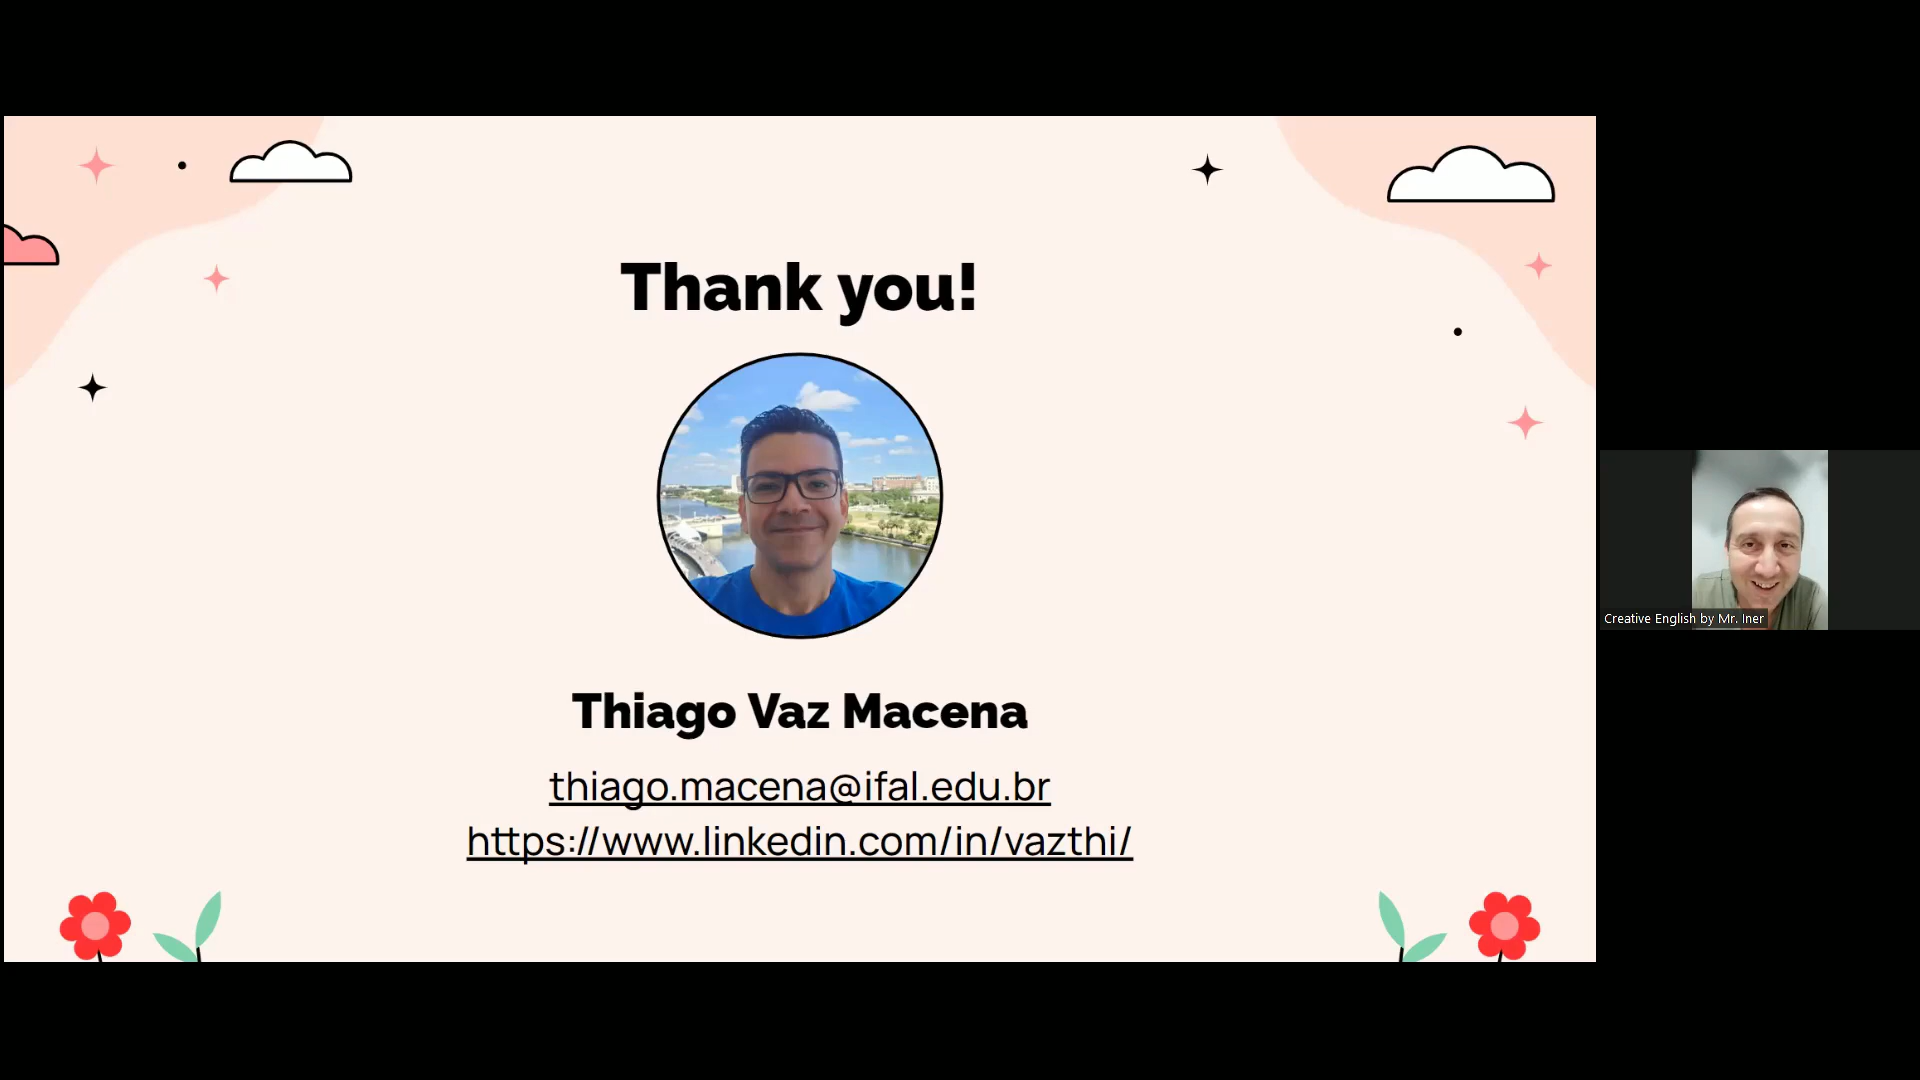 Thank you!
Thiago Vaz Macena
thiago.macena@ifal.edu.br
https://www.linkedin.com/in/vazthi/
Creative English by Mr. Iner